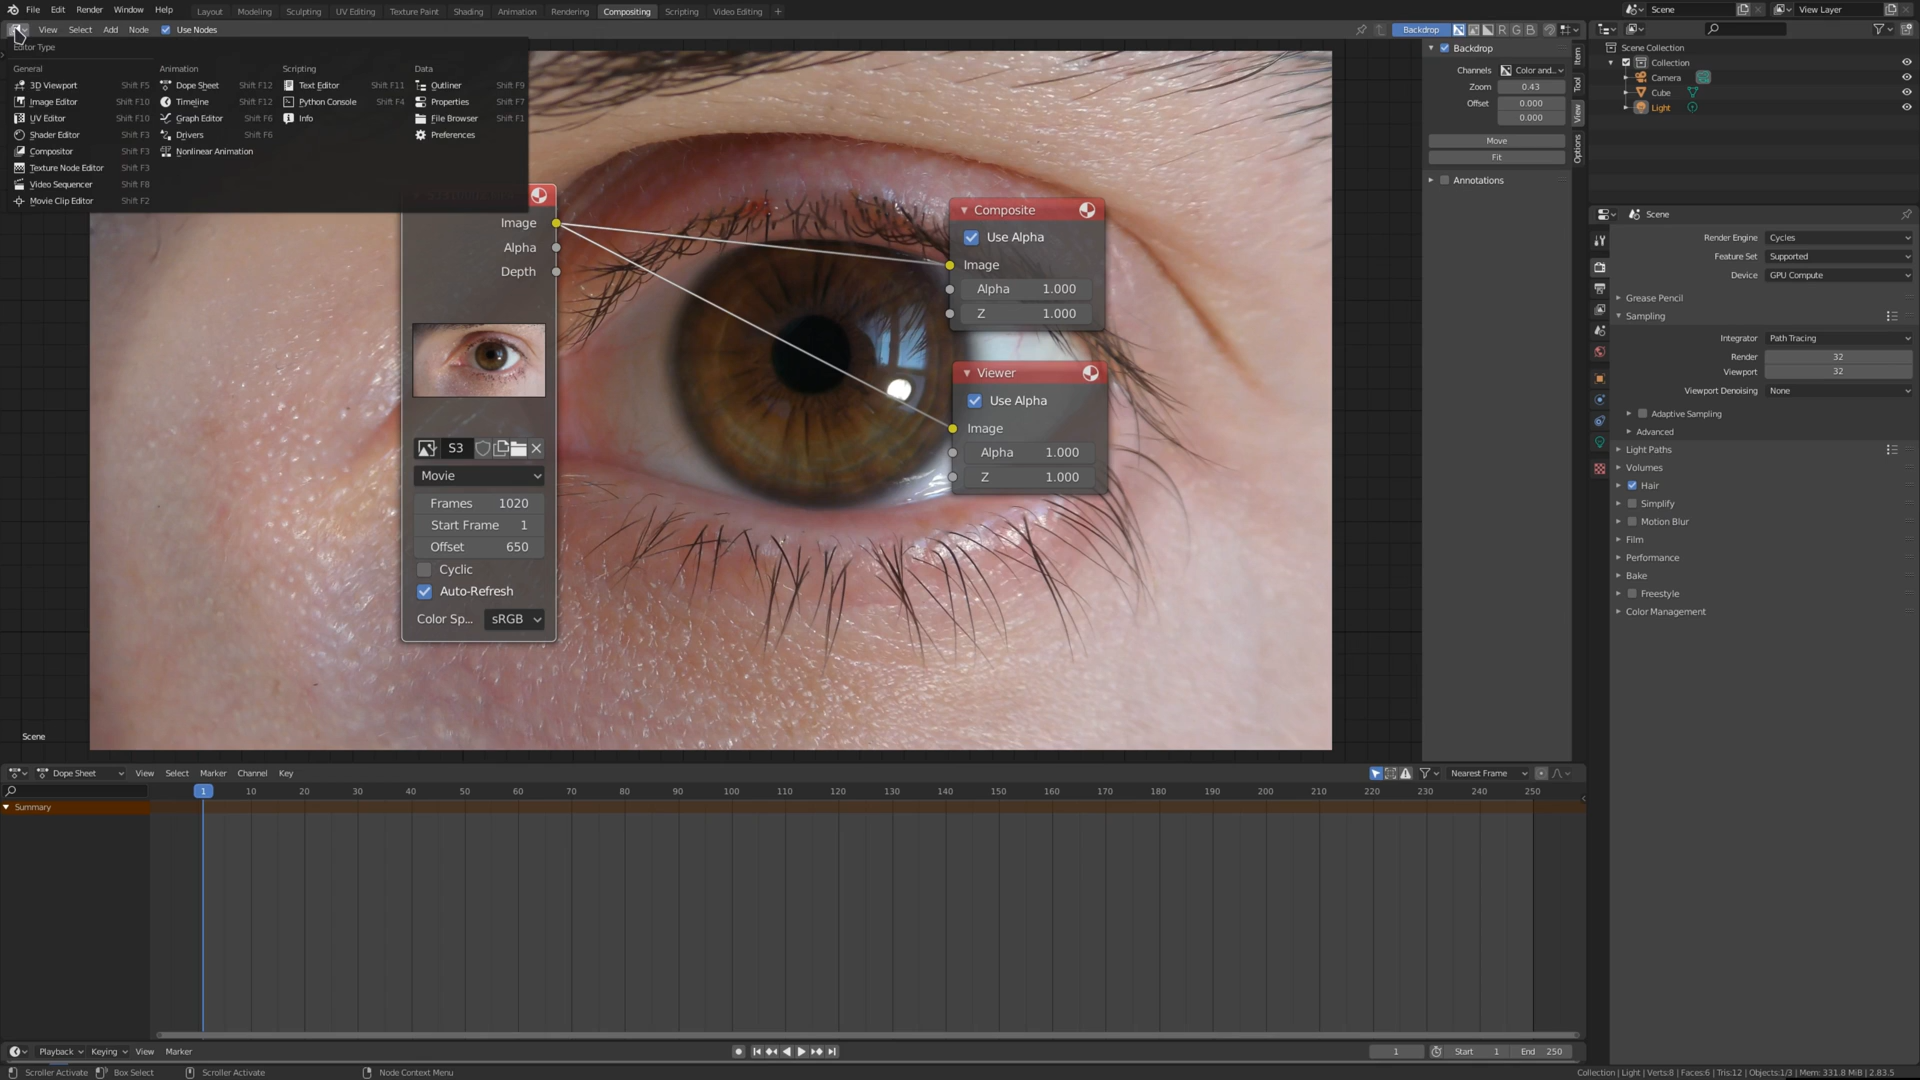 File Edit Render Window Help Layout Modeling Sculpting UV Editing Texture Paint Shading Animation Rendering Compositing Scripting Video Editing + Scene View Layer
View Select Add Node Use Nodes Backdrop R G B
Editor Type
General Animation Scripting Data
3D Viewport Shift F5 Dope Sheet Shift F12 Text Editor Shift F11 Outliner Shift F9
Image Editor Shift F10 Timeline Shift F12 Python Console Shift F4 Properties Shift F7
UV Editor Shift F10 Graph Editor Shift F6 Info File Browser Shift F1
Shader Editor Shift F3 Drivers Shift F6 Preferences
Compositor Shift F3 Nonlinear Animation
Texture Node Editor Shift F3
Video Sequencer Shift F8
Movie Clip Editor Shift F2
Image
Alpha
Depth
S3
Movie
Frames 1020
Start Frame 1
Offset 650
Cyclic
Auto-Refresh
Color Sp... sRGB
Composite
Use Alpha
Image
Alpha 1.000
Z 1.000
Viewer
Use Alpha
Image
Alpha 1.000
Z 1.000
Scene
Backdrop
Channels Color and...
Zoom 0.43
Offset 0.000
0.000
Move
Fit
Annotations
Item
Tool
View
Options
Scene Collection
Collection
Camera
Cube
Light
Scene
Render Engine Cycles
Feature Set Supported
Device GPU Compute
Grease Pencil
Sampling
Integrator Path Tracing
Render 32
Viewport 32
Viewport Denoising None
Adaptive Sampling
Advanced
Light Paths
Volumes
Hair
Simplify
Motion Blur
Film
Performance
Bake
Freestyle
Color Management
Dope Sheet View Select Marker Channel Key Nearest Frame
1 10 20 30 40 50 60 70 80 90 100 110 120 130 140 150 160 170 180 190 200 210 220 230 240 250
Summary
Playback Keying View Marker 1 Start 1 End 250
Scroller Activate Box Select Scroller Activate Node Context Menu Collection | Light | Verts:8 | Faces:6 | Tris:12 | Objects:1/3 | Mem: 331.8 MiB | 2.83.5